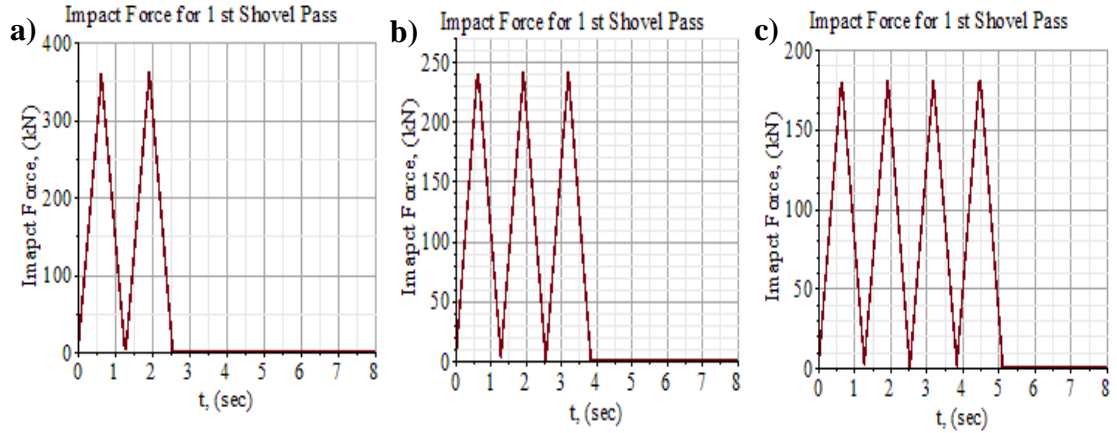 a)
Impact Force for 1 st Shovel Pass
Imapct Force, (kN)
400
300
200
100
0
0 1 2 3 4 5 6 7 8
t, (sec)
b)
Impact Force for 1 st Shovel Pass
Imapct Force, (kN)
250
200
150
100
50
0
0 1 2 3 4 5 6 7 8
t, (sec)
c)
Impact Force for 1 st Shovel Pass
Imapct Force, (kN)
200
150
100
50
0
0 1 2 3 4 5 6 7 8
t, (sec)